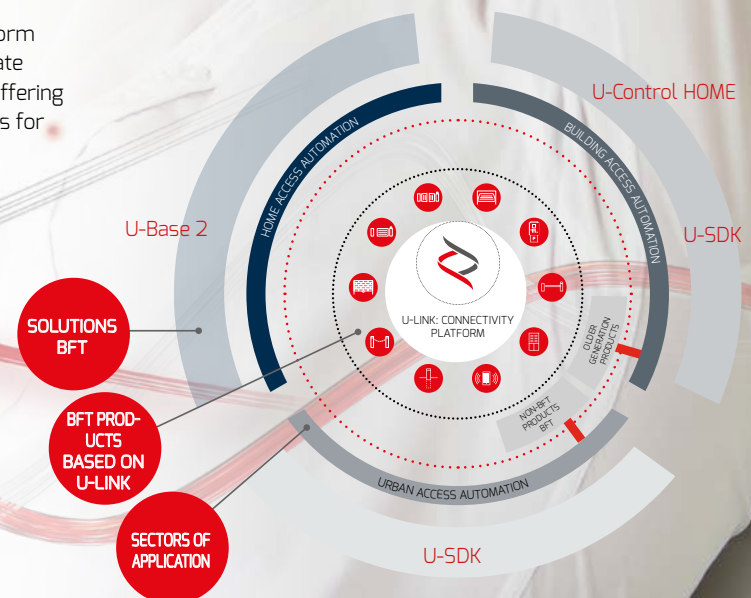 orm
ate
ffering
s for
U-Control HOME
HOME ACCESS AUTOMATION
BUILDING ACCESS AUTOMATION
U-Base 2
U-SDK
U-LINK: CONNECTIVITY
PLATFORM
SOLUTIONS
BFT
OLDER
GENERATION
PRODUCTS
NON-BFT
PRODUCTS
BFT
BFT PROD-
UCTS
BASED ON
U-LINK
URBAN ACCESS AUTOMATION
SECTORS OF
APPLICATION
U-SDK